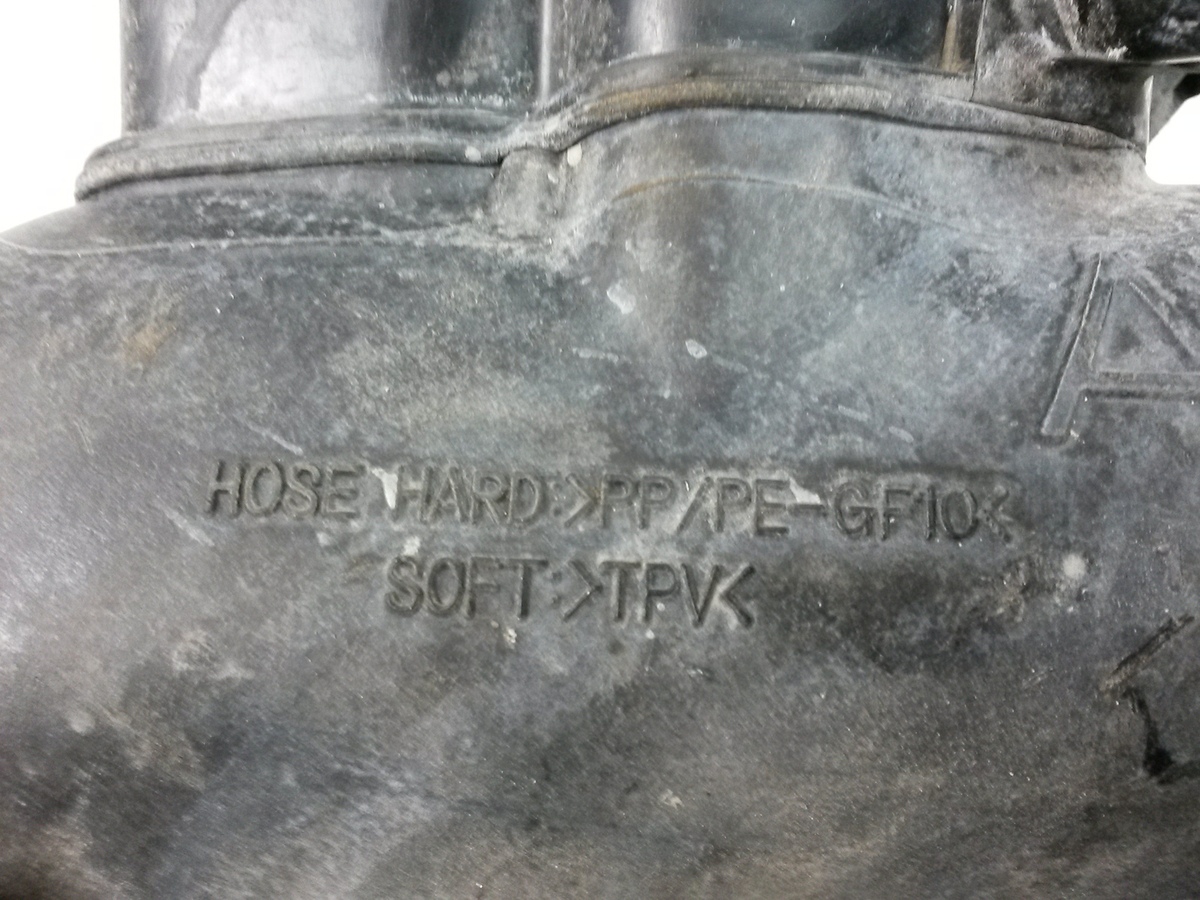 A
HOSE HARD:>PP/PE-GF10<
SOFT:>TPV<